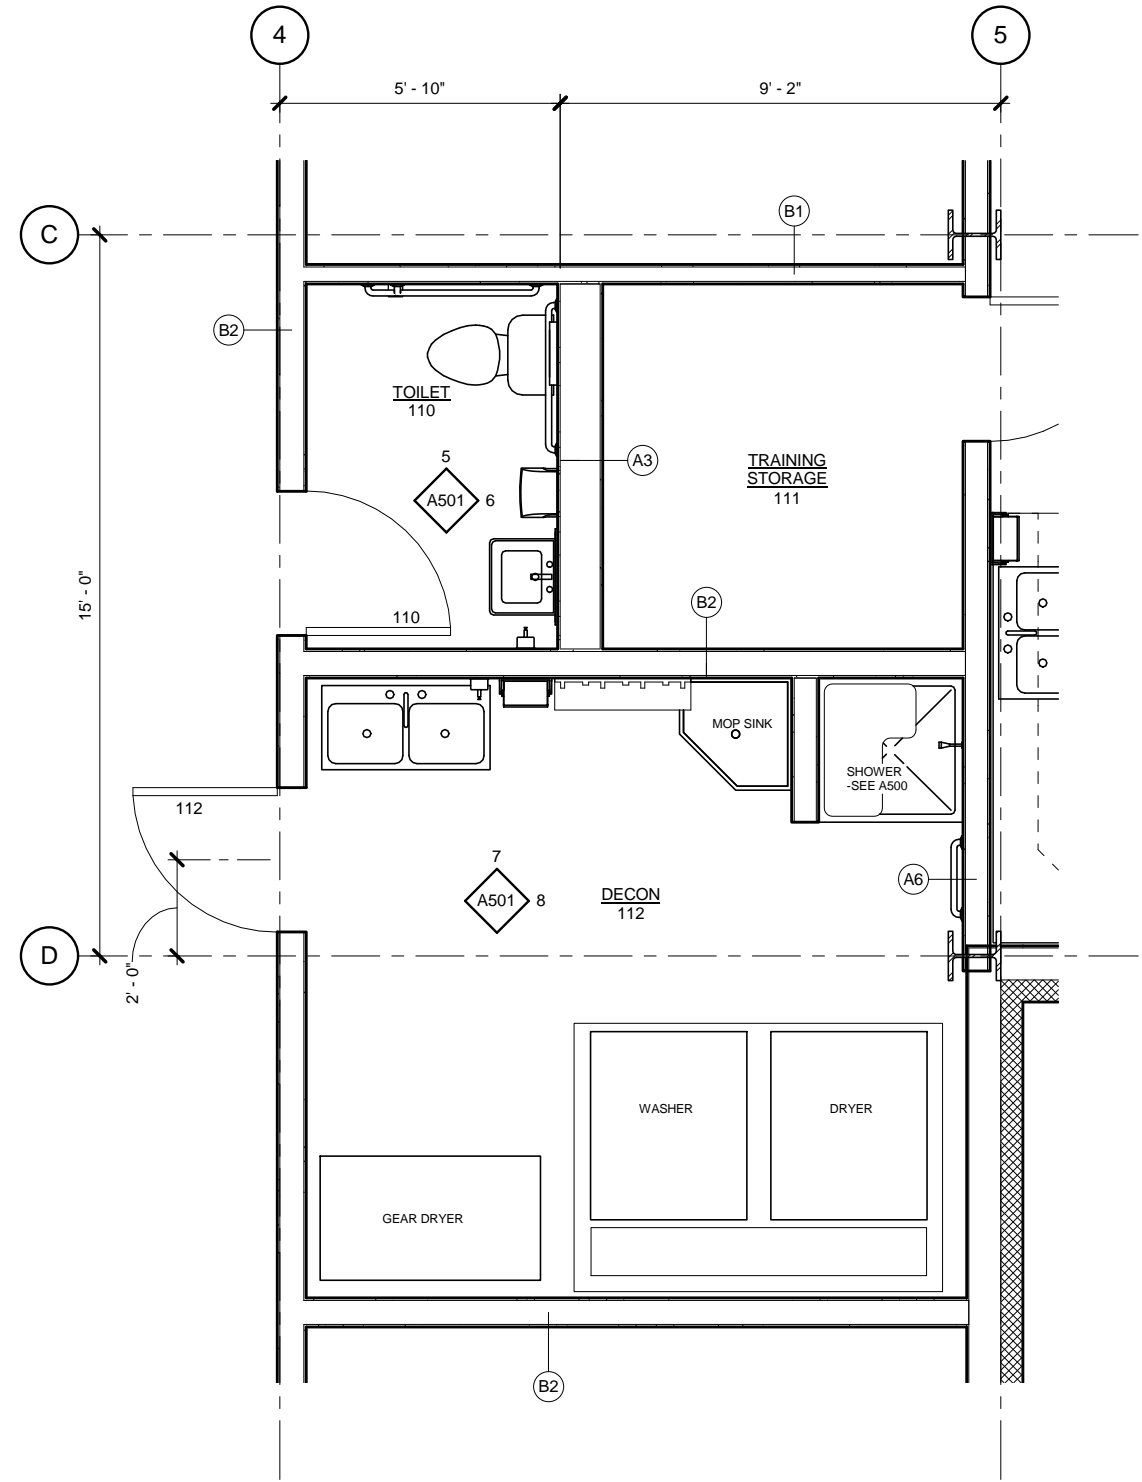 4
5
5' - 10"
9' - 2"
B1
C
B2
TOILET
110
5
A501
6
A3
TRAINING
STORAGE
111
15' - 0"
B2
110
MOP SINK
SHOWER
-SEE A500
112
7
A501
8
DECON
112
A6
D
2' - 0"
WASHER
DRYER
GEAR DRYER
B2